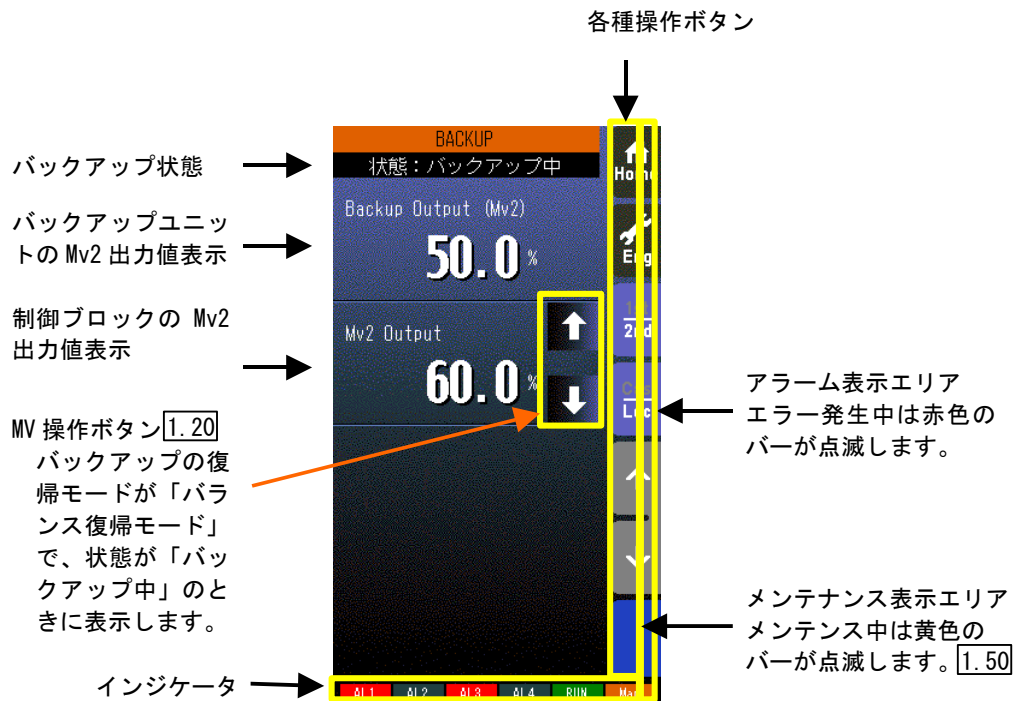 各種操作ボタン
バックアップ状態
バックアップユニッ
トの Mv2 出力値表示
制御ブロックの Mv2
出力値表示
MV 操作ボタン1.20
バックアップの復
帰モードが「バラ
ンス復帰モード」
で、状態が「バッ
クアップ中」のと
きに表示します。
インジケータ
BACKUP
状態：バックアップ中
Backup Output (Mv2)
50.0 %
Mv2 Output
60.0 %
Home
Eng
2nd
Loc
AL1 AL2 AL3 AL4 RUN
アラーム表示エリア
エラー発生中は赤色の
バーが点滅します。
メンテナンス表示エリア
メンテンス中は黄色の
バーが点滅します。1.50